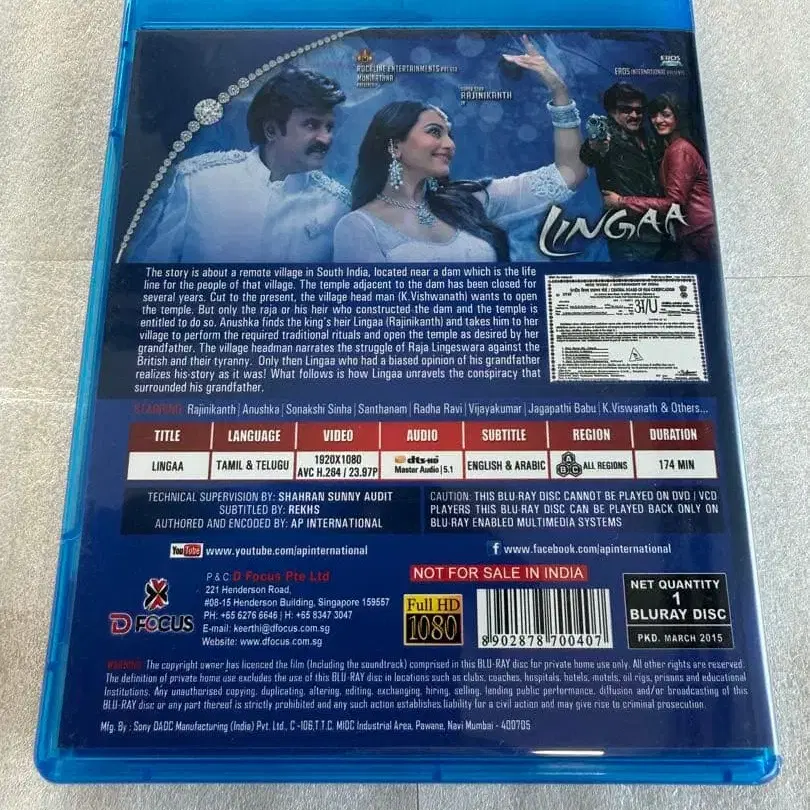 ROCKLINE ENTERTAINMENTS PVT LTD
MUNIRATHNA
SUPER STAR
RAJINIKANTH
IN
EROS
EROS INTERNATIONAL PRESENTS
LINGAA
The story is about a remote village in South India, located near a dam which is the life
line for the people of that village. The temple adjacent to the dam has been closed for
several years. Cut to the present, the village head man (K.Vishwanath) wants to open
the temple. But only the raja or his heir who constructed the dam and the temple is
entitled to do so. Anushka finds the king's heir Lingaa (Rajinikanth) and takes him to her
village to perform the required traditional rituals and open the temple as desired by her
grandfather. The village headman narrates the struggle of Raja Lingeswara against the
British and their tyranny. Only then Lingaa who had a biased opinion of his grandfather
realizes his story as it was! What follows is how Lingaa unravels the conspiracy that
surrounded his grandfather.
अ/U
STARRING Rajinikanth | Anushka | Sonakshi Sinha | Santhanam | Radha Ravi | Vijayakumar | Jagapathi Babu | K.Viswanath & Others...
TITLE LANGUAGE VIDEO AUDIO SUBTITLE REGION DURATION
LINGAA TAMIL & TELUGU 1920X1080 AVC H.264 / 23.97P dts-HD Master Audio 5.1 ENGLISH & ARABIC ABC ALL REGIONS 174 MIN
TECHNICAL SUPERVISION BY: SHAHRAN SUNNY AUDIT
SUBTITLED BY: REKHS
AUTHORED AND ENCODED BY: AP INTERNATIONAL
CAUTION: THIS BLU-RAY DISC CANNOT BE PLAYED ON DVD / VCD
PLAYERS THIS BLU-RAY DISC CAN BE PLAYED BACK ONLY ON
BLU-RAY ENABLED MULTIMEDIA SYSTEMS
YouTube www.youtube.com/apinternational
f www.facebook.com/apinternational
D FOCUS
P & C: D Focus Pte Ltd
221 Henderson Road,
#08-15 Henderson Building, Singapore 159557
PH: +65 6276 6646 | H: +65 8347 3047
E-mail: keerthi@dfocus.com.sg
Website: www.dfocus.com.sg
NOT FOR SALE IN INDIA
Full HD
1080
8902878700407
NET QUANTITY
1
BLURAY DISC
PKD. MARCH 2015
WARNING: The copyright owner has licenced the film (Including the soundtrack) comprised in this BLU-RAY disc for private home use only. All other rights are reserved.
The definition of private home use excludes the use of this BLU-RAY disc in locations such as clubs, coaches, hospitals, hotels, motels, oil rigs, prisons and educational
Institutions. Any unauthorised copying, duplicating, altering, editing, exchanging, hiring, selling, lending public performance, diffusion and/or broadcasting of this
BLU-RAY disc or any part thereof is strictly prohibited and any such action establishes liability for a civil action and may give rise to criminal prosecution.
Mfg. By : Sony DADC Manufacturing (India) Pvt. Ltd., C -106,T.T.C. MIDC Industrial Area, Pawane, Navi Mumbai - 400705